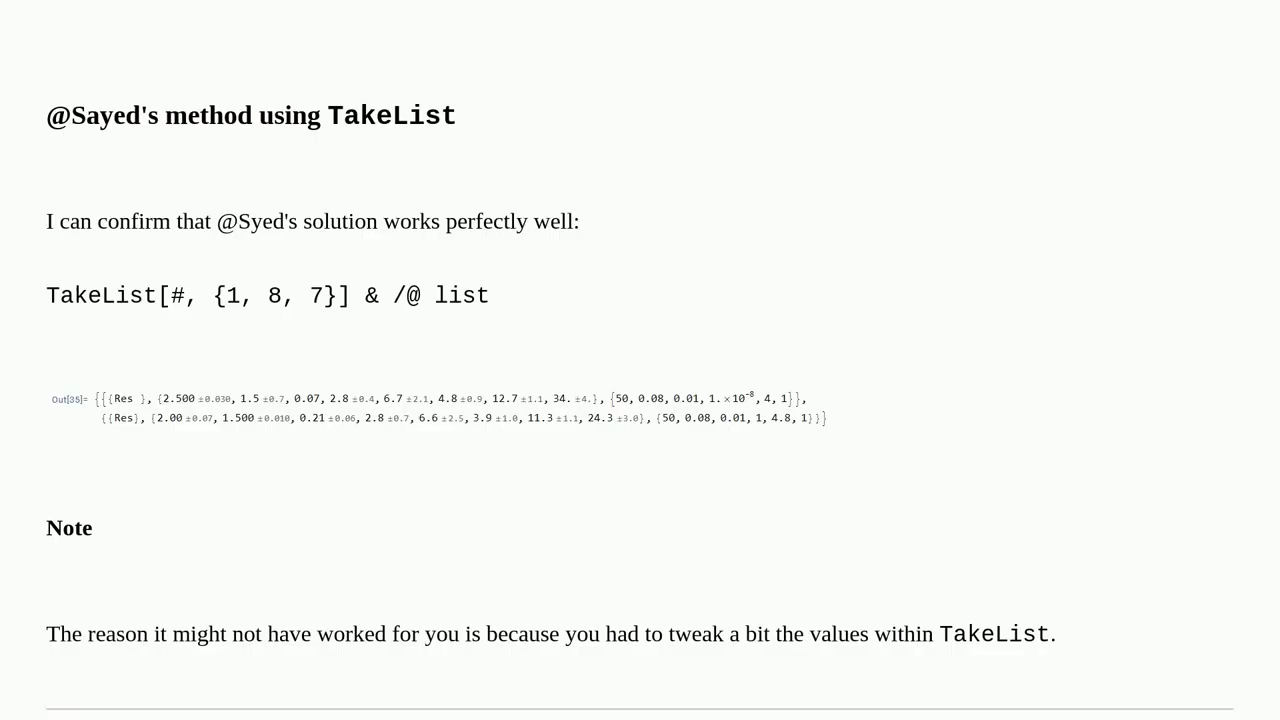 @Sayed's method using TakeList
I can confirm that @Syed's solution works perfectly well:
TakeList[#, {1, 8, 7}] & /@ list
Out[35]= {{{Res }, {2.500 ±0.030, 1.5 ±0.7, 0.07, 2.8 ±0.4, 6.7 ±2.1, 4.8 ±0.9, 12.7 ±1.1, 34. ±4.}, {50, 0.08, 0.01, 1.×10⁻⁸, 4, 1}},
{{Res}, {2.00 ±0.07, 1.500 ±0.010, 0.21 ±0.06, 2.8 ±0.7, 6.6 ±2.5, 3.9 ±1.0, 11.3 ±1.1, 24.3 ±3.0}, {50, 0.08, 0.01, 1, 4.8, 1}}}
Note
The reason it might not have worked for you is because you had to tweak a bit the values within TakeList.